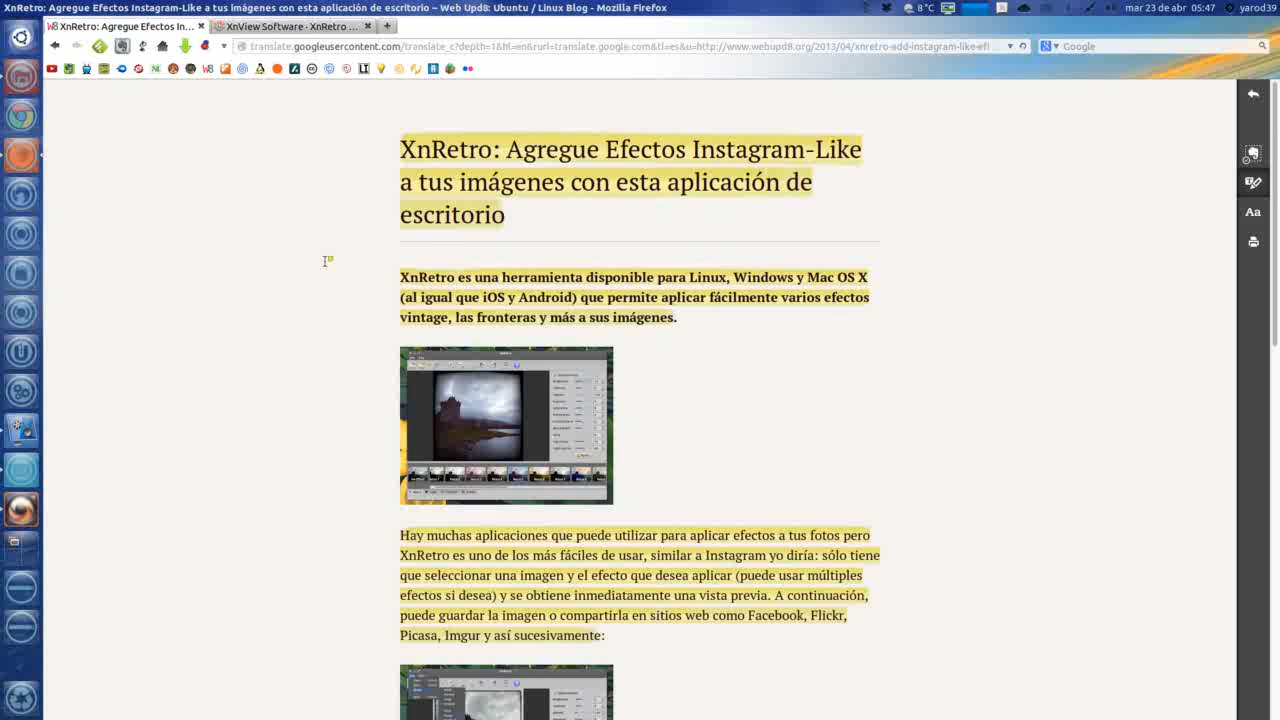 XnRetro: Agregue Efectos Instagram-Like a tus imágenes con esta aplicación de escritorio ~ Web Upd8: Ubuntu / Linux Blog - Mozilla Firefox
8 °C
mar 23 de abr
05:47
yarod39
XnRetro: Agregue Efectos In...
XnView Software · XnRetro ...
translate.googleusercontent.com/translate_c?depth=1&hl=en&rurl=translate.google.com&tl=es&u=http://www.webupd8.org/2013/04/xnretro-add-instagram-like-ef
Google
XnRetro: Agregue Efectos Instagram-Like
a tus imágenes con esta aplicación de
escritorio
XnRetro es una herramienta disponible para Linux, Windows y Mac OS X
(al igual que iOS y Android) que permite aplicar fácilmente varios efectos
vintage, las fronteras y más a sus imágenes.
Hay muchas aplicaciones que puede utilizar para aplicar efectos a tus fotos pero
XnRetro es uno de los más fáciles de usar, similar a Instagram yo diría: sólo tiene
que seleccionar una imagen y el efecto que desea aplicar (puede usar múltiples
efectos si desea) y se obtiene inmediatamente una vista previa. A continuación,
puede guardar la imagen o compartirla en sitios web como Facebook, Flickr,
Picasa, Imgur y así sucesivamente:
Aa